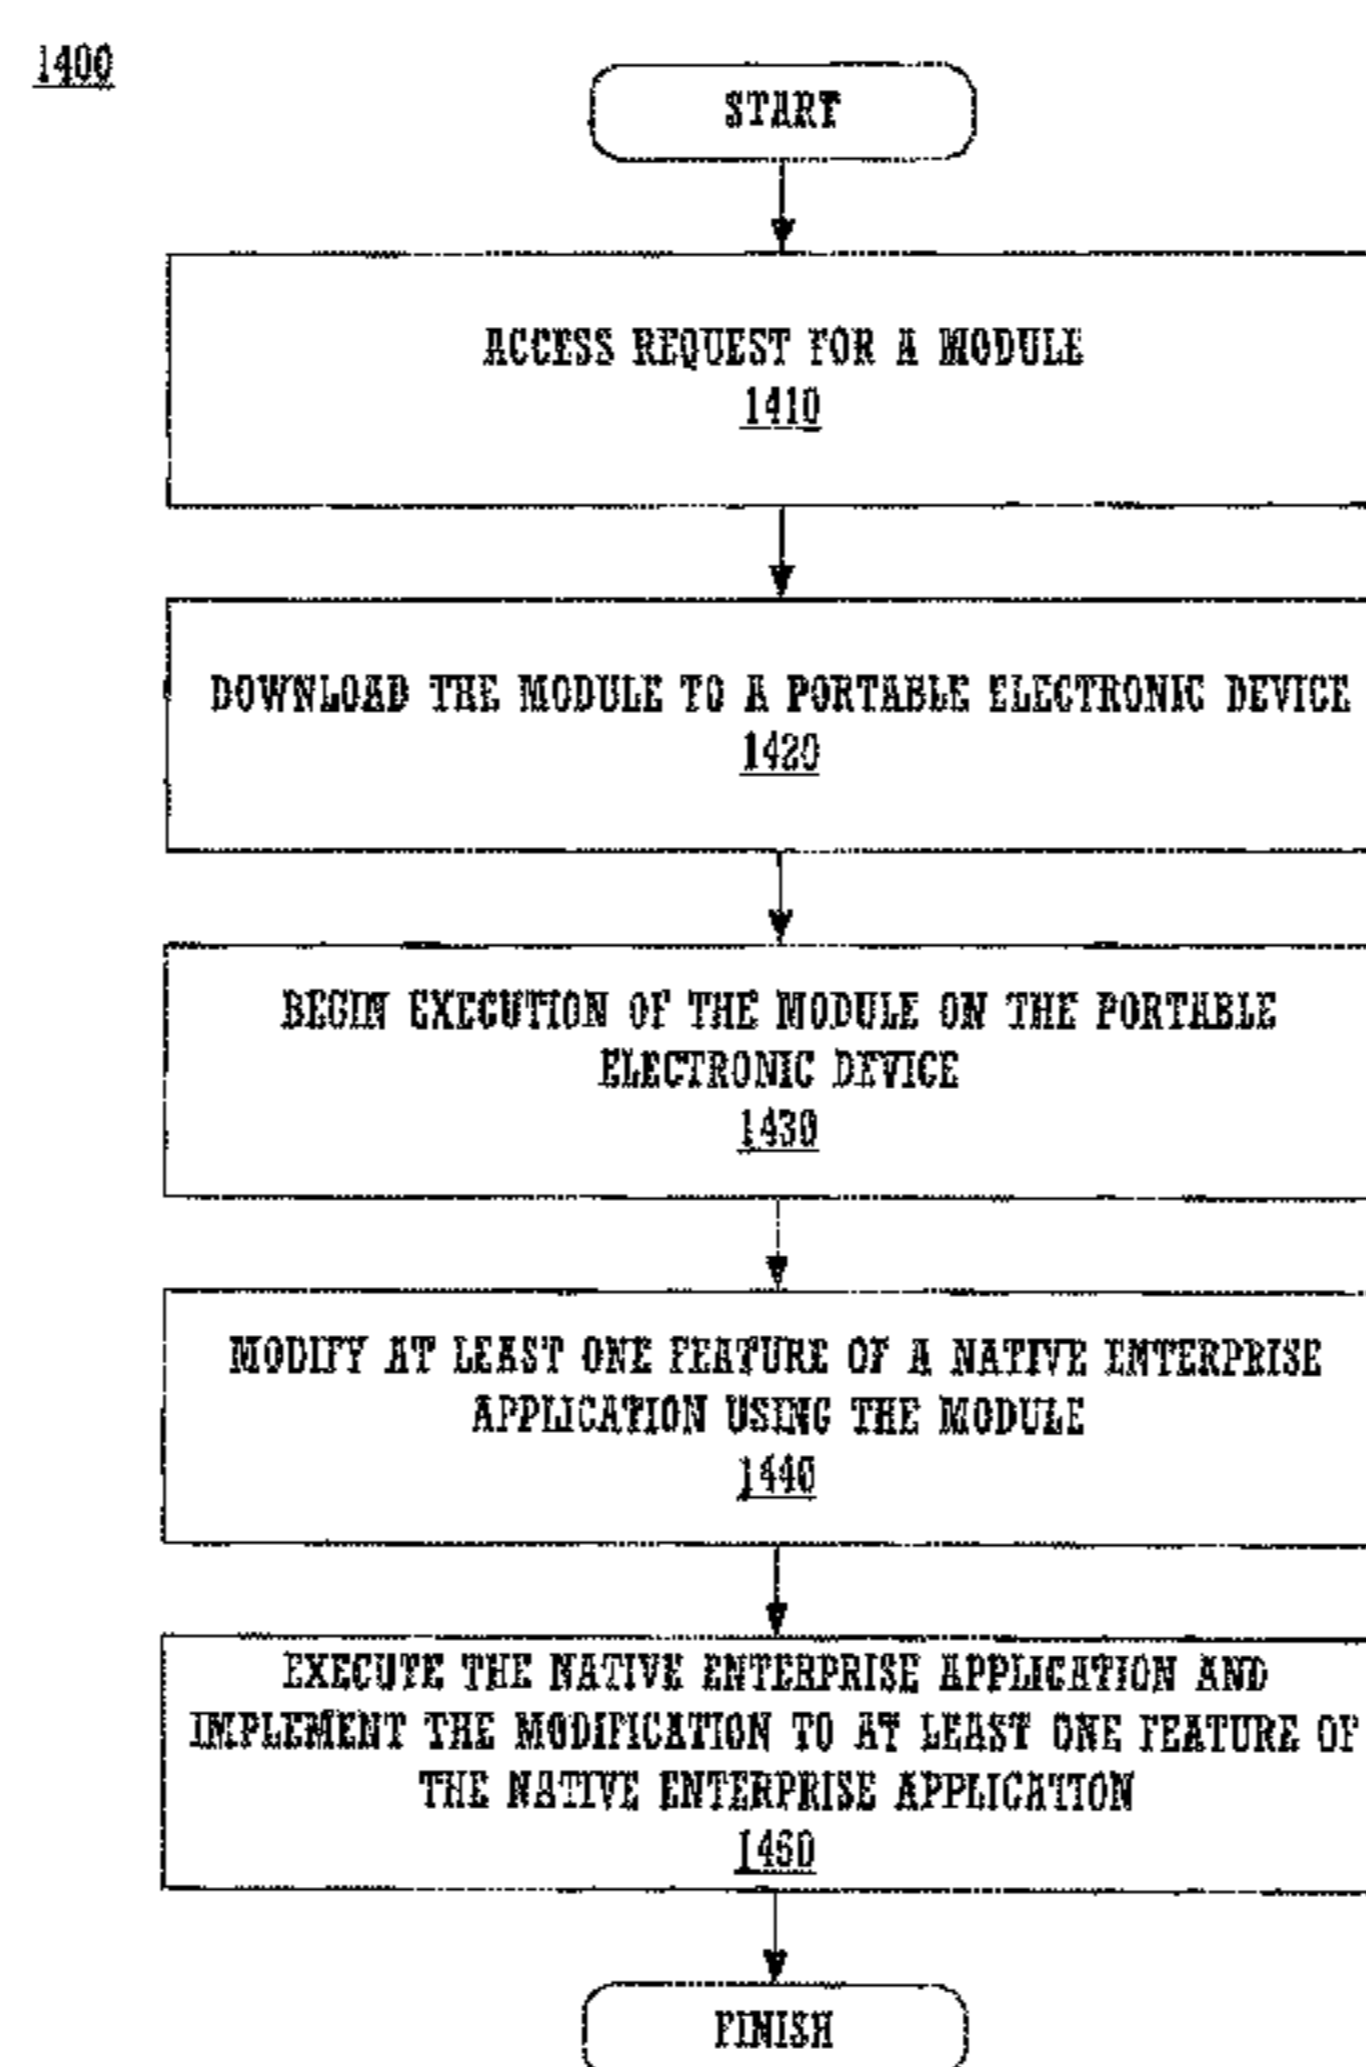 1400
START
ACCESS REQUEST FOR A MODULE
1410
DOWNLOAD THE MODULE TO A PORTABLE ELECTRONIC DEVICE
1420
BEGIN EXECUTION OF THE MODULE ON THE PORTABLE
ELECTRONIC DEVICE
1430
MODIFY AT LEAST ONE FEATURE OF A NATIVE ENTERPRISE
APPLICATION USING THE MODULE
1440
EXECUTE THE NATIVE ENTERPRISE APPLICATION AND
IMPLEMENT THE MODIFICATION TO AT LEAST ONE FEATURE OF
THE NATIVE ENTERPRISE APPLICATION
1460
FINISH